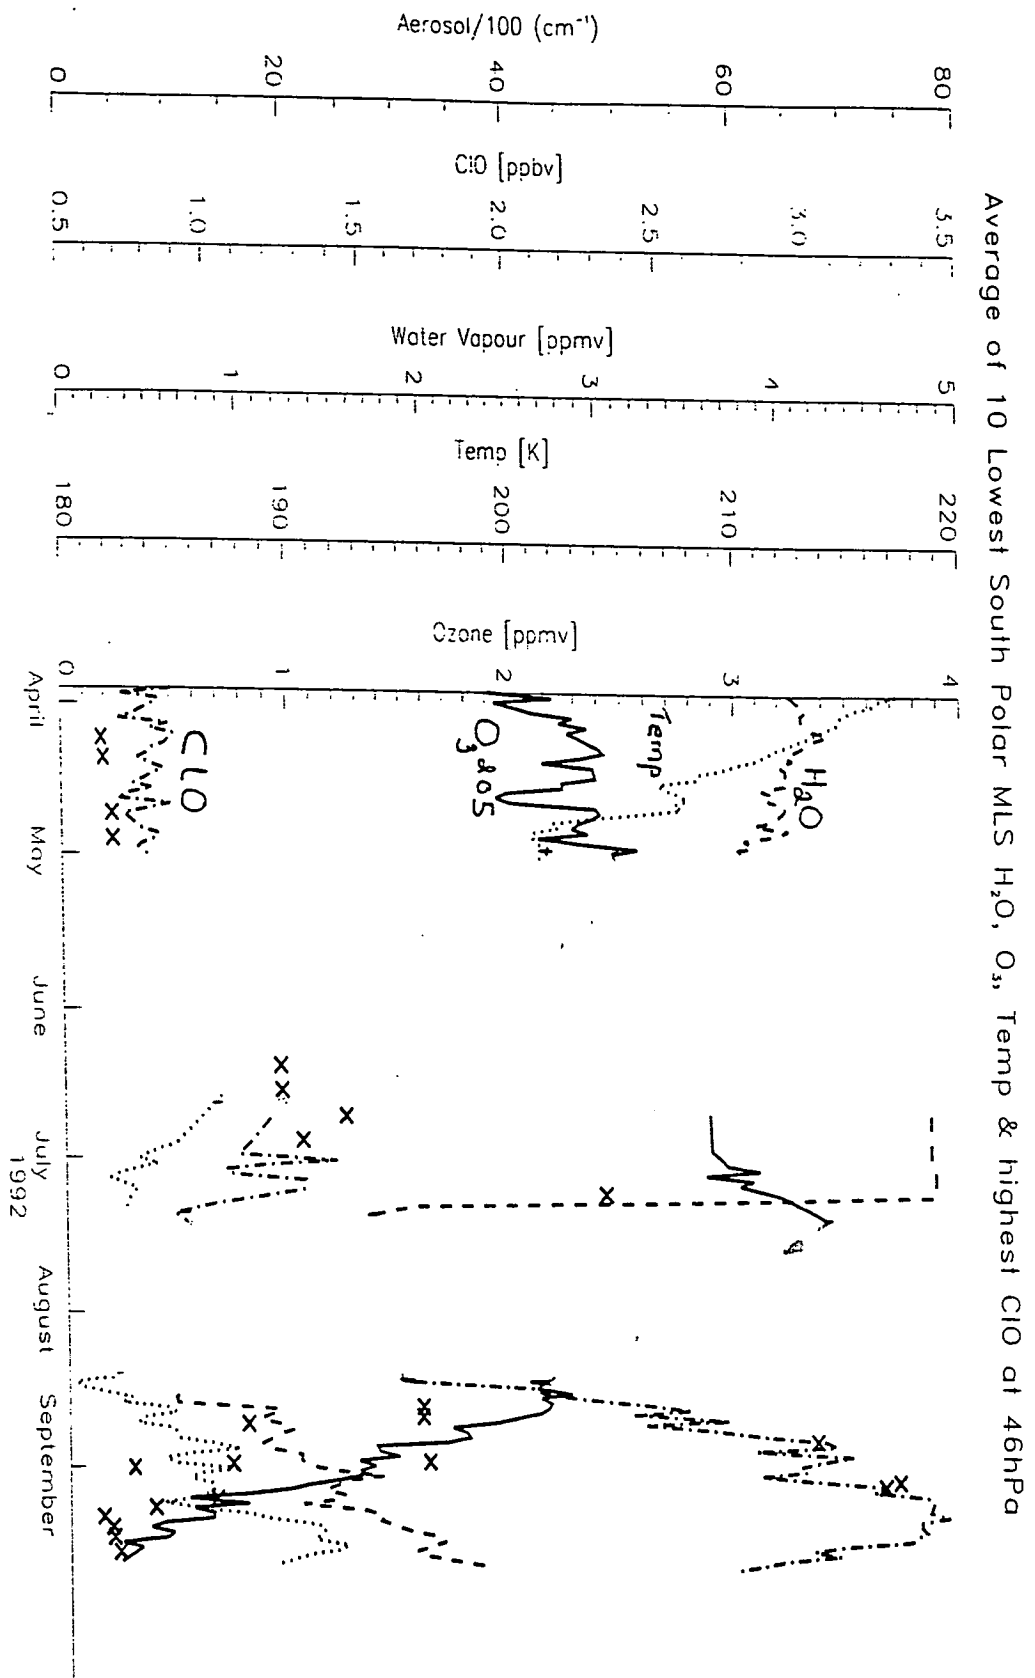 Average of 10 Lowest South Polar MLS H₂O, O₃, Temp & highest ClO at 46hPa
Aerosol/100 (cm⁻¹)
0 20 40 60 80
ClO [ppbv]
0.5 1.0 1.5 2.0 2.5 3.0 3.5
Water Vapour [ppmv]
0 1 2 3 4 5
Temp [K]
180 190 200 210 220
Ozone [ppmv]
0 1 2 3 4
H₂O
Temp
O₃ 205
CLO
April May June July August September
1992